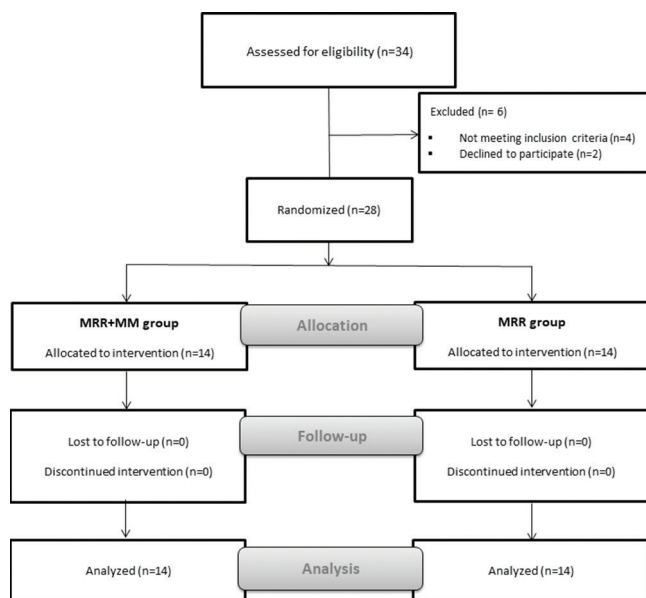 Assessed for eligibility (n=34)
Excluded (n= 6)
▪ Not meeting inclusion criteria (n=4)
▪ Declined to participate (n=2)
Randomized (n=28)
MRR+MM group
Allocated to intervention (n=14)
Allocation
MRR group
Allocated to intervention (n=14)
Lost to follow-up (n=0)
Discontinued intervention (n=0)
Follow-up
Lost to follow-up (n=0)
Discontinued intervention (n=0)
Analyzed (n=14)
Analysis
Analyzed (n=14)